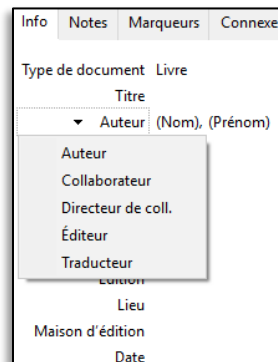 Info Notes Marqueurs Connexe
Type de document Livre
Titre
Auteur (Nom), (Prénom)
Auteur
Collaborateur
Directeur de coll.
Éditeur
Traducteur
Édition
Lieu
Maison d'édition
Date